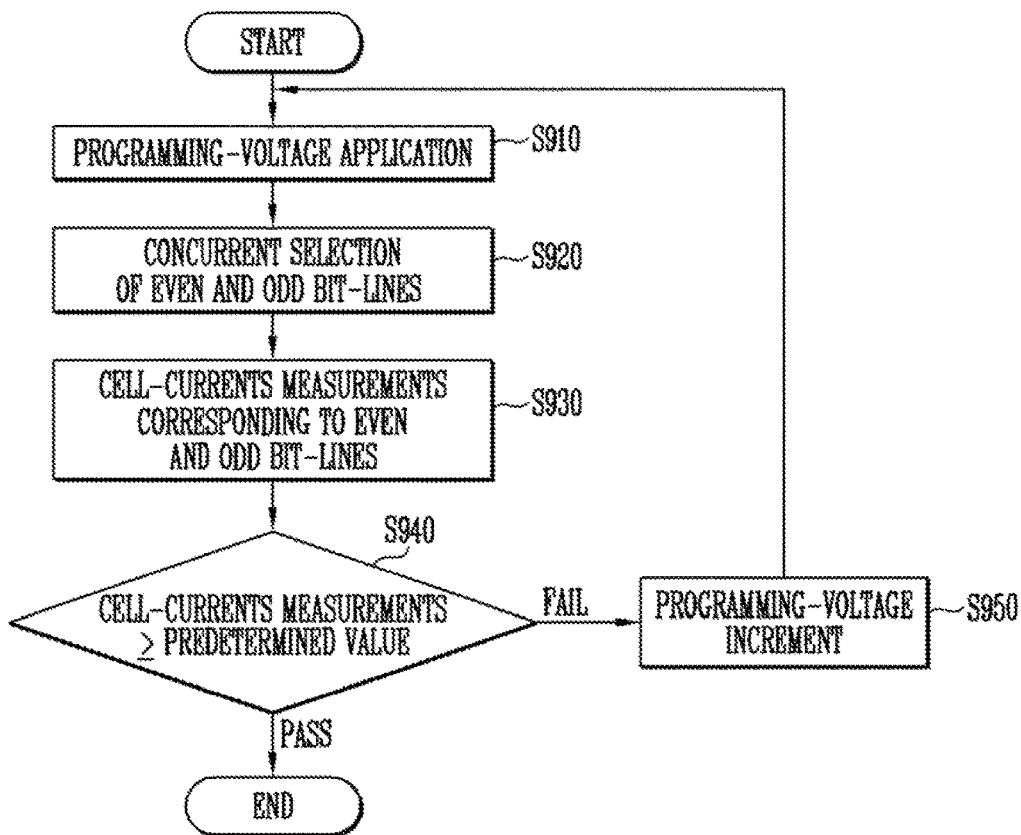 START
PROGRAMMING-VOLTAGE APPLICATION
S910
CONCURRENT SELECTION
OF EVEN AND ODD BIT-LINES
S920
CELL-CURRENTS MEASUREMENTS
CORRESPONDING TO EVEN
AND ODD BIT-LINES
S930
S940
CELL-CURRENTS MEASUREMENTS
≥ PREDETERMINED VALUE
FAIL
PROGRAMMING-VOLTAGE
INCREMENT
S950
PASS
END